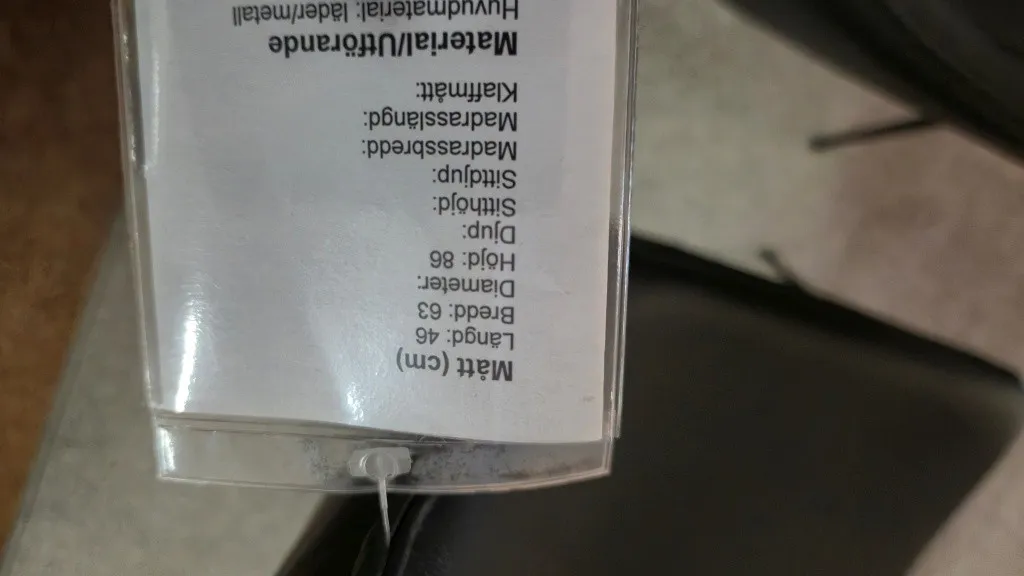 Mått (cm)
Längd: 46
Bredd: 63
Diameter:
Höjd: 86
Djup:
Sitthöjd:
Sittdjup:
Madrassbredd:
Madrasslängd:
Klaffmått:
Material/Utförande
Huvudmaterial: läder/metall